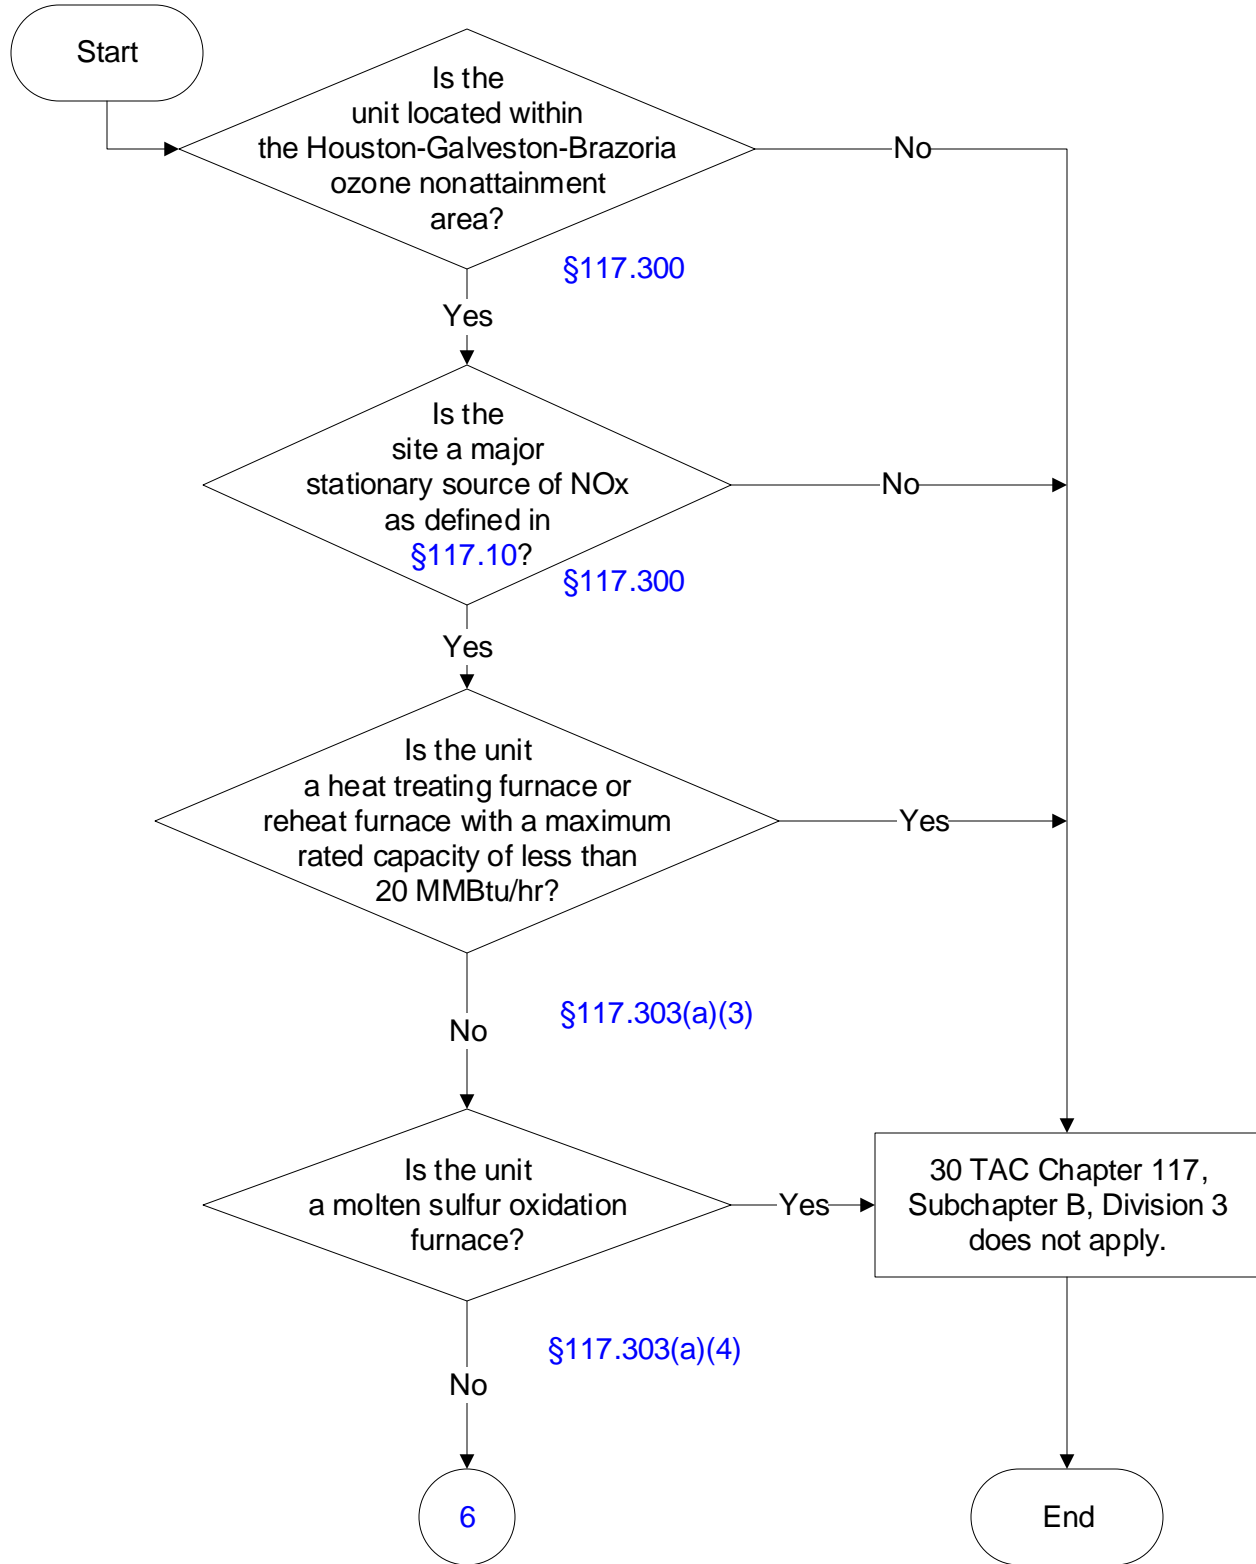 Start
Is the
unit located within
the Houston-Galveston-Brazoria
ozone nonattainment
area?
No
§117.300
Yes
Is the
site a major
stationary source of NOx
as defined in
§117.10?
No
§117.300
Yes
Is the unit
a heat treating furnace or
reheat furnace with a maximum
rated capacity of less than
20 MMBtu/hr?
Yes
§117.303(a)(3)
No
Is the unit
a molten sulfur oxidation
furnace?
Yes
30 TAC Chapter 117,
Subchapter B, Division 3
does not apply.
§117.303(a)(4)
No
6
End